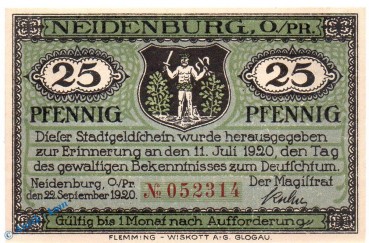 NEIDENBURG, O/PR.
25 25
PFENNIG PFENNIG
Dieser Stadtgeldschein wurde herausgegeben
zur Erinnerung an den 11. Juli 1920, den Tag
des gewaltigen Bekenntnisses zum Deutschtum.
Neidenburg, O/Pr. Der Magistrat
den 29. September 1920. № 052314
Gültig bis 1 Monat nach Aufforderung
FLEMMING-WISKOTT A-G. GLOGAU.